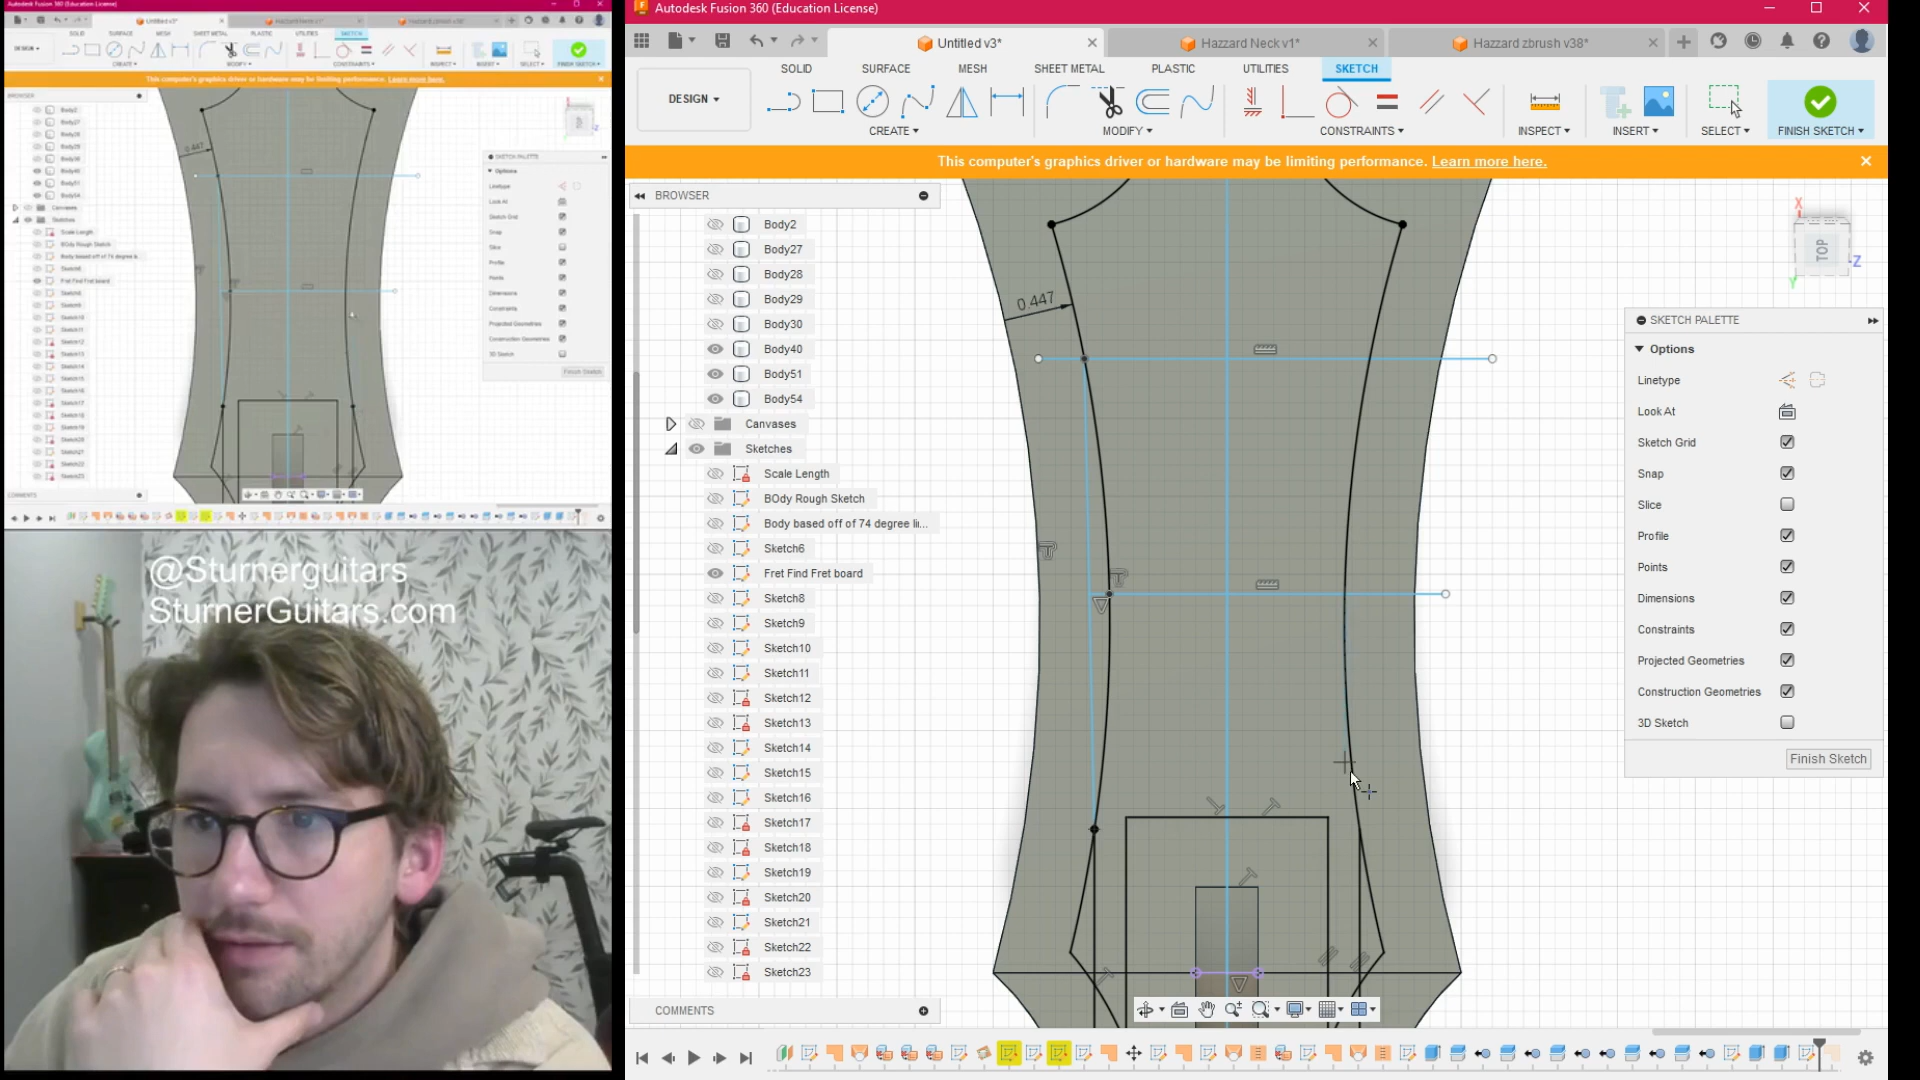 Autodesk Fusion 360 (Education License)
Untitled v3*
Hazzard Neck v1*
Hazzard zbrush v38*
SOLID
SURFACE
MESH
SHEET METAL
PLASTIC
UTILITIES
SKETCH
DESIGN
CREATE
MODIFY
CONSTRAINTS
INSPECT
INSERT
SELECT
FINISH SKETCH
This computer's graphics driver or hardware may be limiting performance. Learn more here.
BROWSER
Body2
Body27
Body28
Body29
Body30
Body40
Body51
Body54
Canvases
Sketches
Scale Length
BOdy Rough Sketch
Body based off of 74 degree li...
Sketch6
Fret Find Fret board
Sketch8
Sketch9
Sketch10
Sketch11
Sketch12
Sketch13
Sketch14
Sketch15
Sketch16
Sketch17
Sketch18
Sketch19
Sketch20
Sketch21
Sketch22
Sketch23
COMMENTS
0.447
X
TOP
Z
Y
SKETCH PALETTE
Options
Linetype
Look At
Sketch Grid
Snap
Slice
Profile
Points
Dimensions
Constraints
Projected Geometries
Construction Geometries
3D Sketch
Finish Sketch
@Sturnerguitars
SturnerGuitars.com